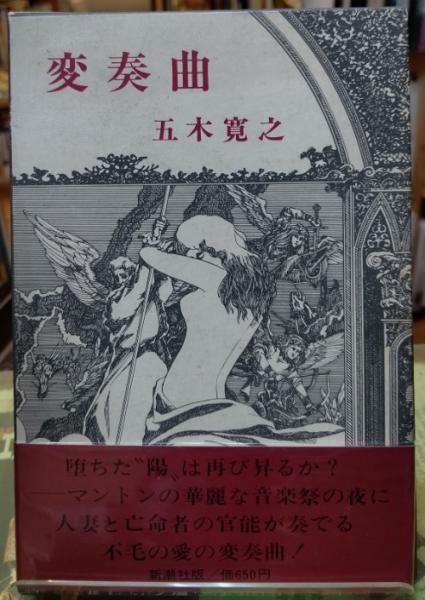 変奏曲
五木寛之
堕ちた〝陽〟は再び昇るか?
──マントンの華麗な音楽祭の夜に
人妻と亡命者の官能が奏でる
不毛の愛の変奏曲!
新潮社版/価650円